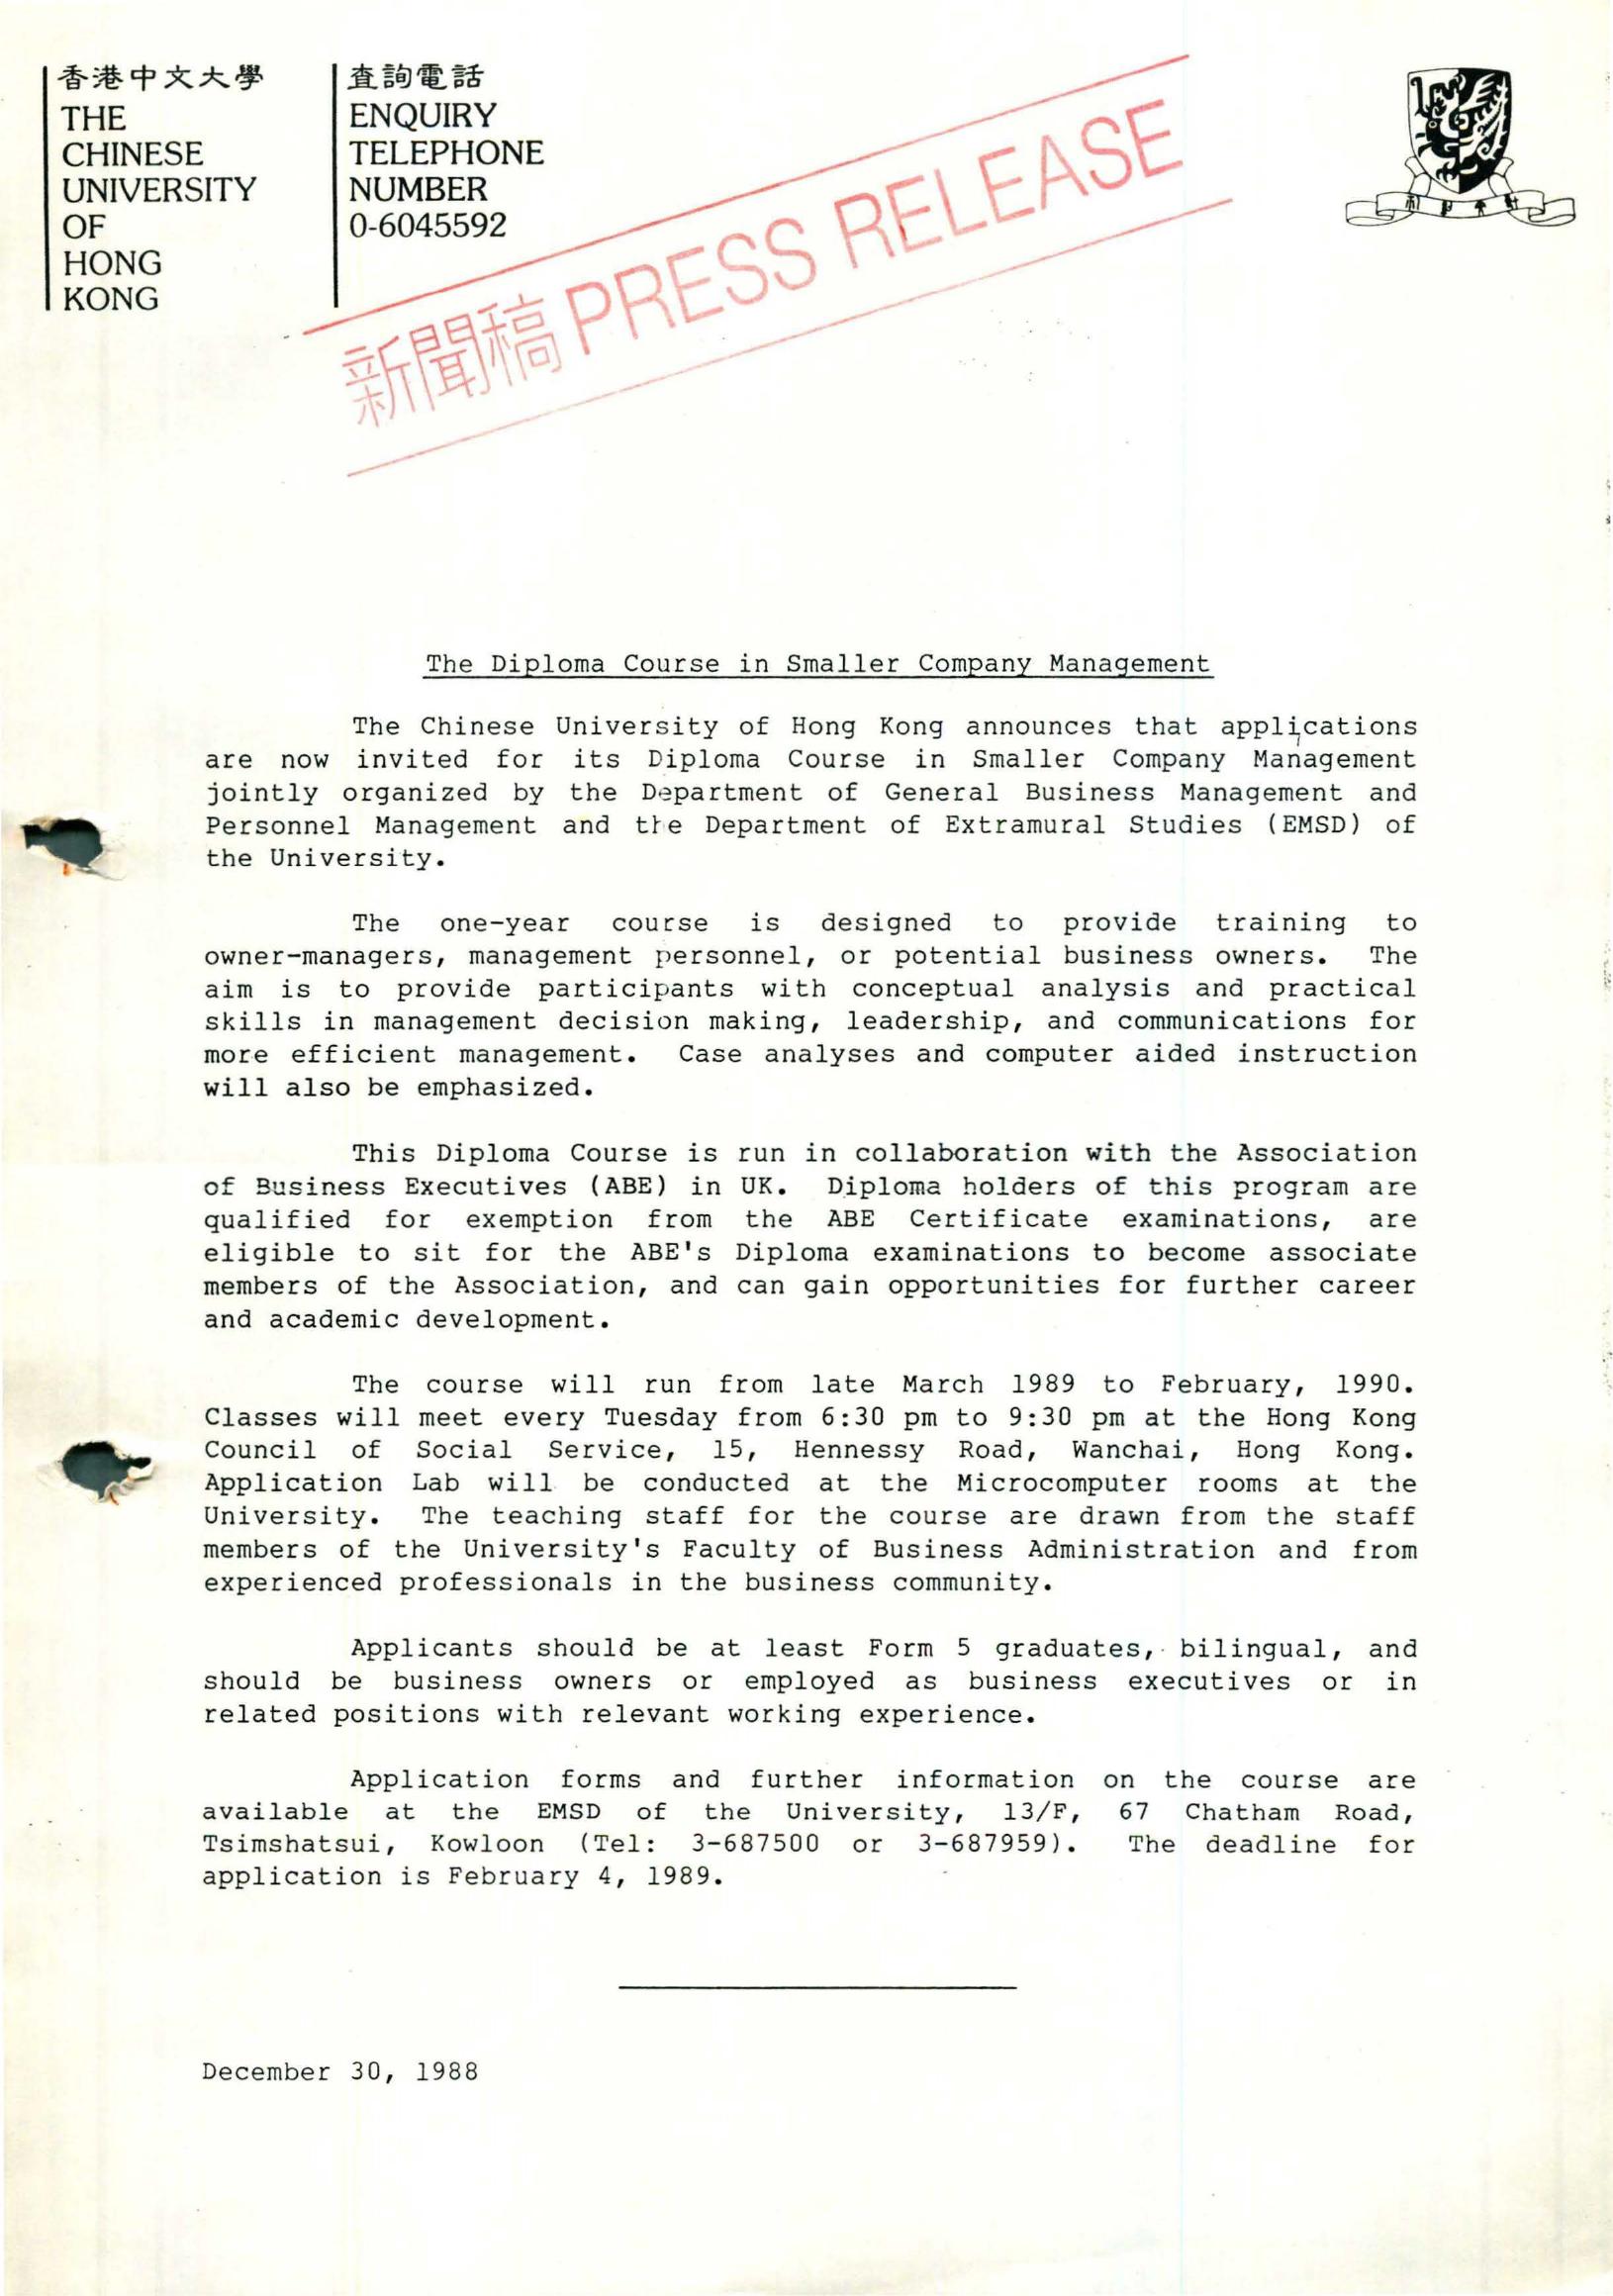 香港中文大學
THE
CHINESE
UNIVERSITY
OF
HONG
KONG
查詢電話
ENQUIRY
TELEPHONE
NUMBER
0-6045592
新聞稿 PRESS RELEASE
The Diploma Course in Smaller Company Management
The Chinese University of Hong Kong announces that applications
are now invited for its Diploma Course in Smaller Company Management
jointly organized by the Department of General Business Management and
Personnel Management and the Department of Extramural Studies (EMSD) of
the University.
The one-year course is designed to provide training to
owner-managers, management personnel, or potential business owners. The
aim is to provide participants with conceptual analysis and practical
skills in management decision making, leadership, and communications for
more efficient management. Case analyses and computer aided instruction
will also be emphasized.
This Diploma Course is run in collaboration with the Association
of Business Executives (ABE) in UK. Diploma holders of this program are
qualified for exemption from the ABE Certificate examinations, are
eligible to sit for the ABE's Diploma examinations to become associate
members of the Association, and can gain opportunities for further career
and academic development.
The course will run from late March 1989 to February, 1990.
Classes will meet every Tuesday from 6:30 pm to 9:30 pm at the Hong Kong
Council of Social Service, 15, Hennessy Road, Wanchai, Hong Kong.
Application Lab will be conducted at the Microcomputer rooms at the
University. The teaching staff for the course are drawn from the staff
members of the University's Faculty of Business Administration and from
experienced professionals in the business community.
Applicants should be at least Form 5 graduates, bilingual, and
should be business owners or employed as business executives or in
related positions with relevant working experience.
Application forms and further information on the course are
available at the EMSD of the University, 13/F, 67 Chatham Road,
Tsimshatsui, Kowloon (Tel: 3-687500 or 3-687959). The deadline for
application is February 4, 1989.
December 30, 1988